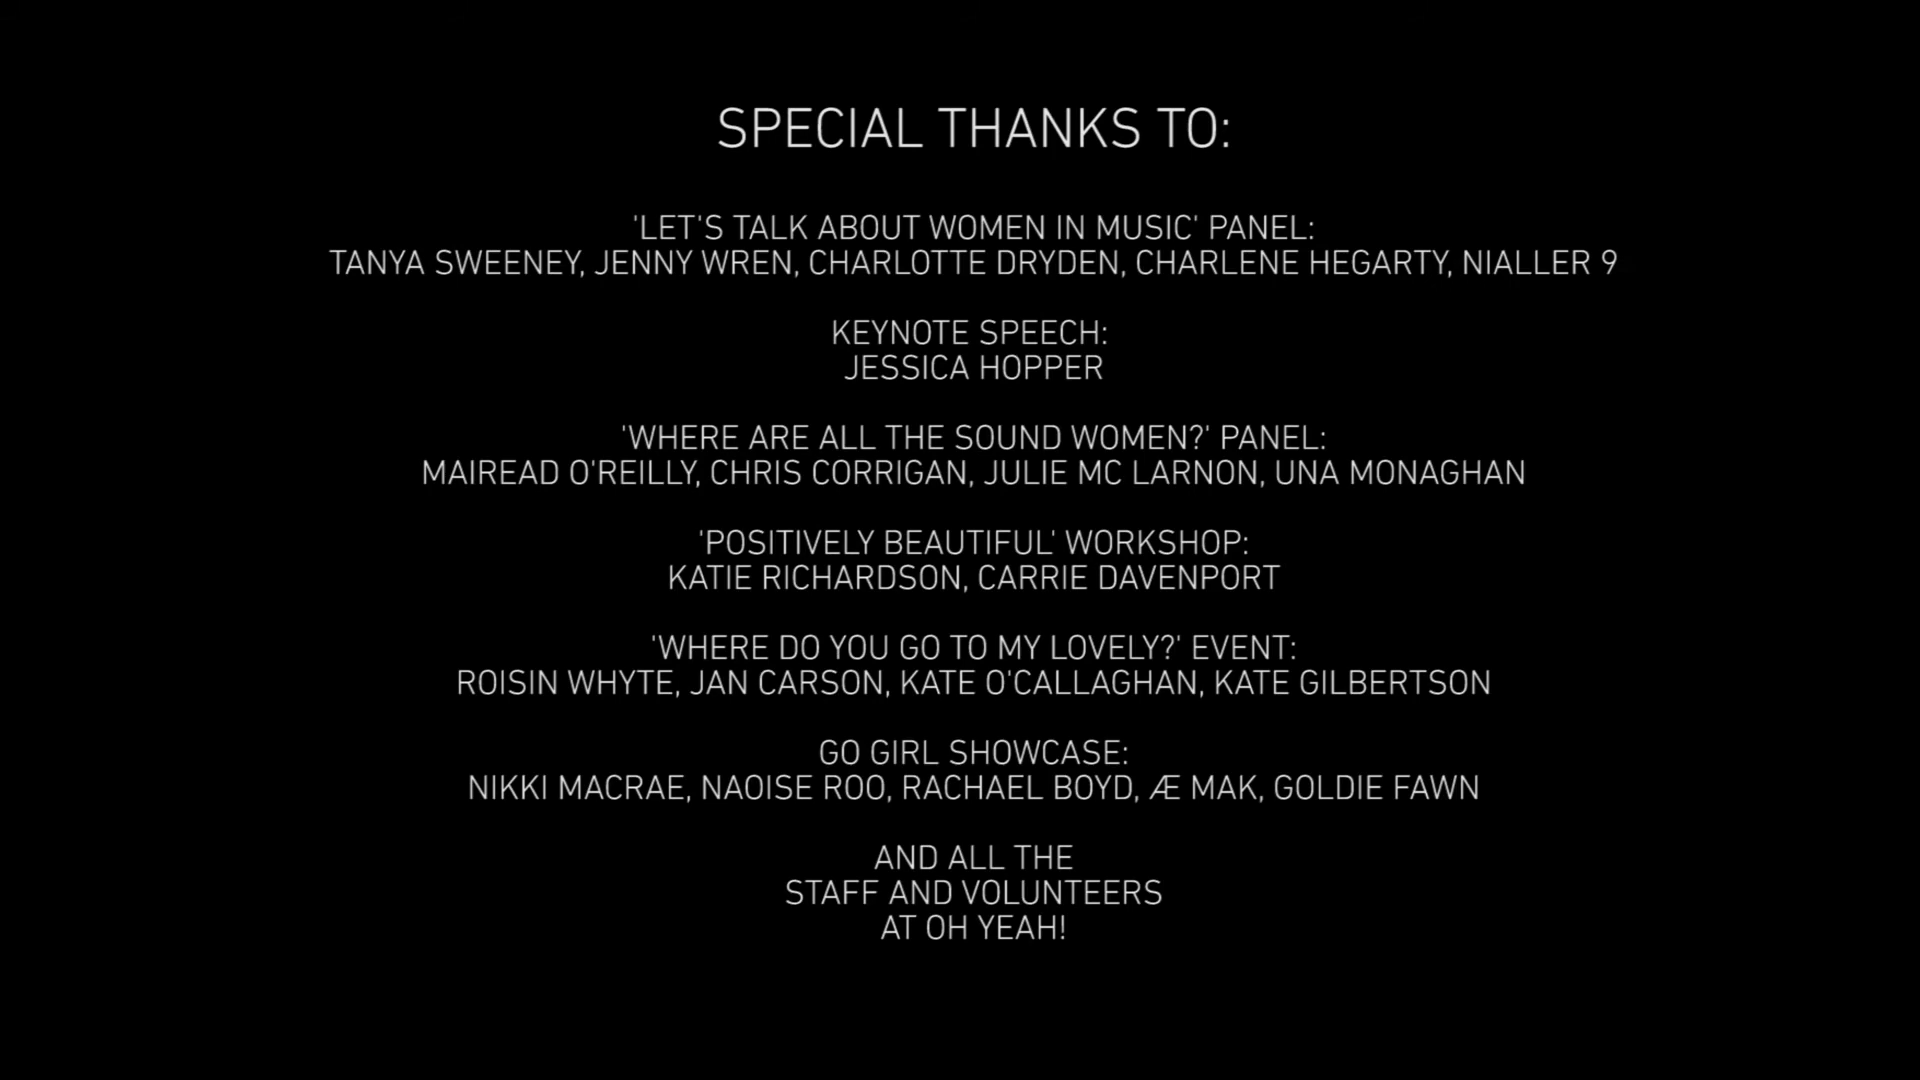 SPECIAL THANKS TO:
'LET'S TALK ABOUT WOMEN IN MUSIC' PANEL:
TANYA SWEENEY, JENNY WREN, CHARLOTTE DRYDEN, CHARLENE HEGARTY, NIALLER 9
KEYNOTE SPEECH:
JESSICA HOPPER
'WHERE ARE ALL THE SOUND WOMEN?' PANEL:
MAIREAD O'REILLY, CHRIS CORRIGAN, JULIE MC LARNON, UNA MONAGHAN
'POSITIVELY BEAUTIFUL' WORKSHOP:
KATIE RICHARDSON, CARRIE DAVENPORT
'WHERE DO YOU GO TO MY LOVELY?' EVENT:
ROISIN WHYTE, JAN CARSON, KATE O'CALLAGHAN, KATE GILBERTSON
GO GIRL SHOWCASE:
NIKKI MACRAE, NAOISE ROO, RACHAEL BOYD, Æ MAK, GOLDIE FAWN
AND ALL THE
STAFF AND VOLUNTEERS
AT OH YEAH!